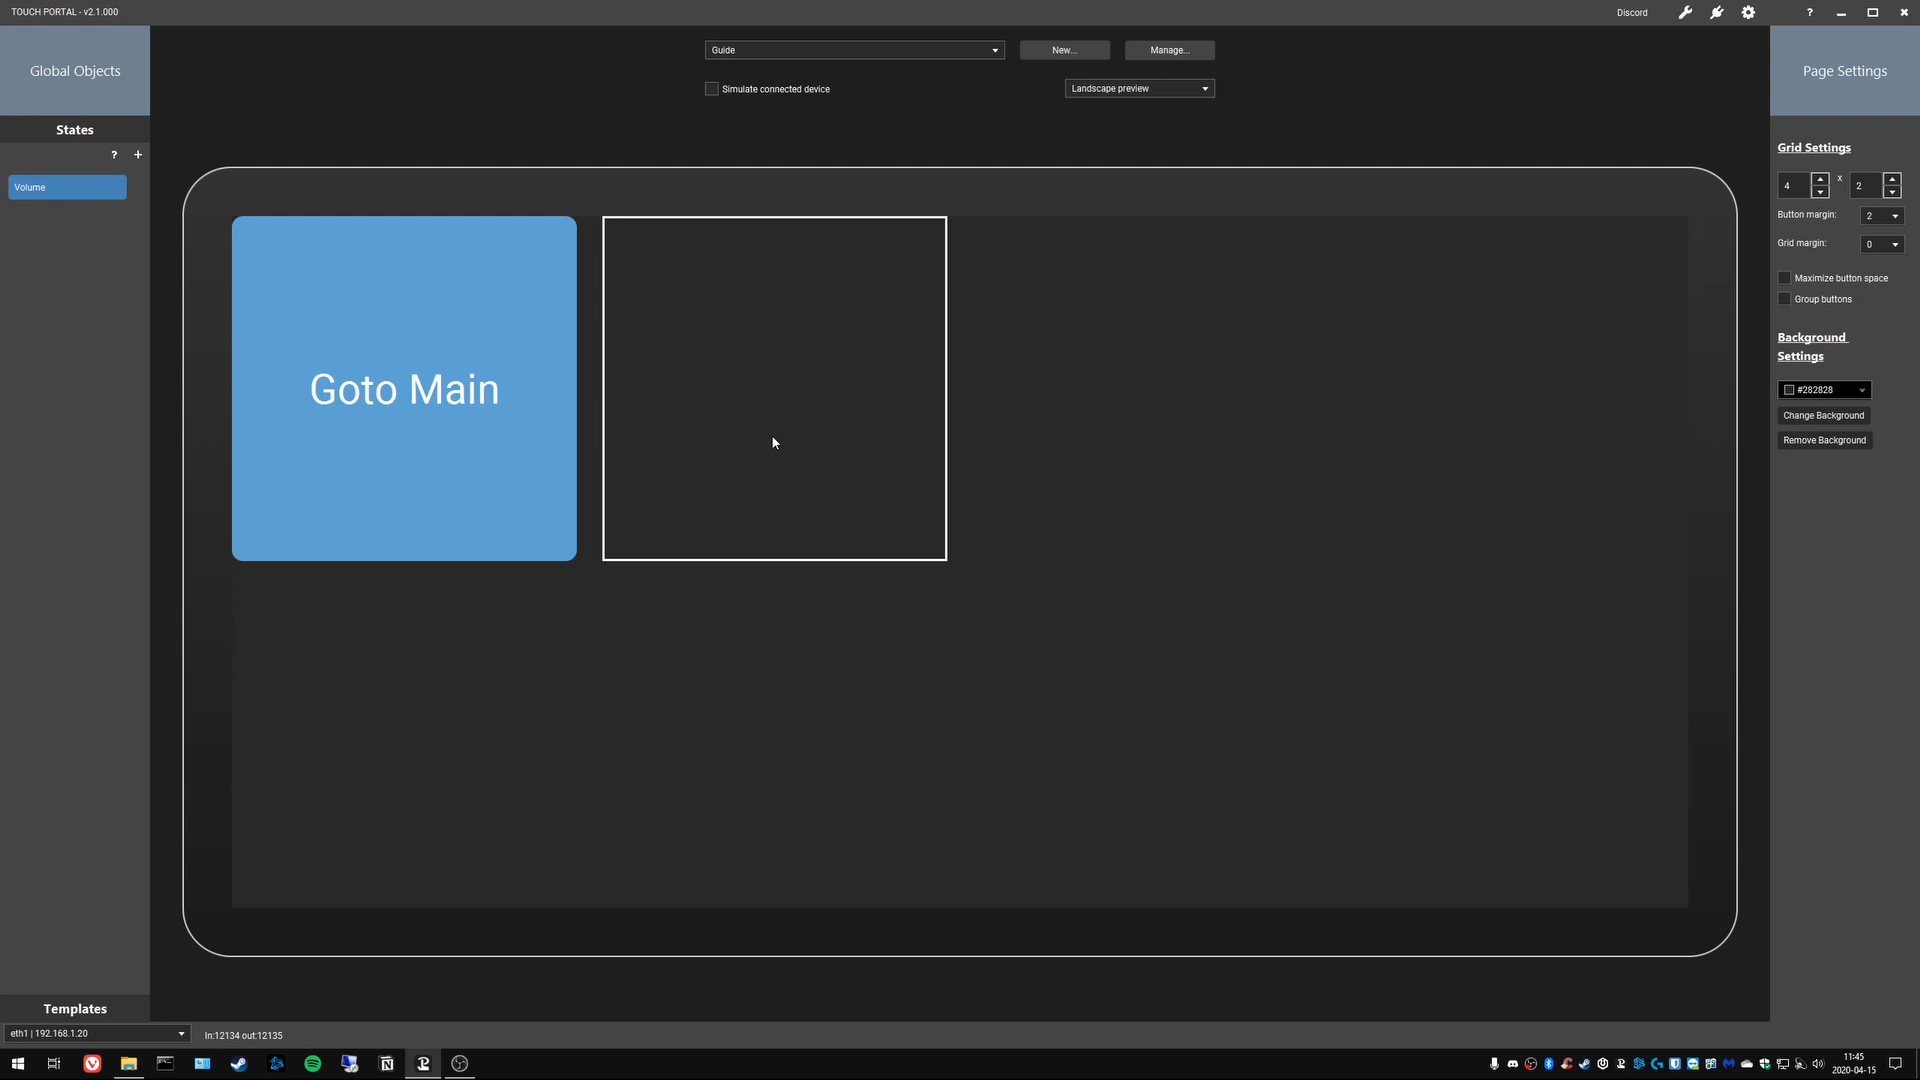 TOUCH PORTAL - v2.1.000
Discord
?
Global Objects
Guide
New...
Manage...
Page Settings
Simulate connected device
Landscape preview
States
? +
Volume
Grid Settings
4 x 2
Button margin: 2
Grid margin: 0
Maximize button space
Group buttons
Background
Settings
#282828
Change Background
Remove Background
Goto Main
Templates
eth1 | 192.168.1.20
In:12134 out:12135
11:45
2020-04-15